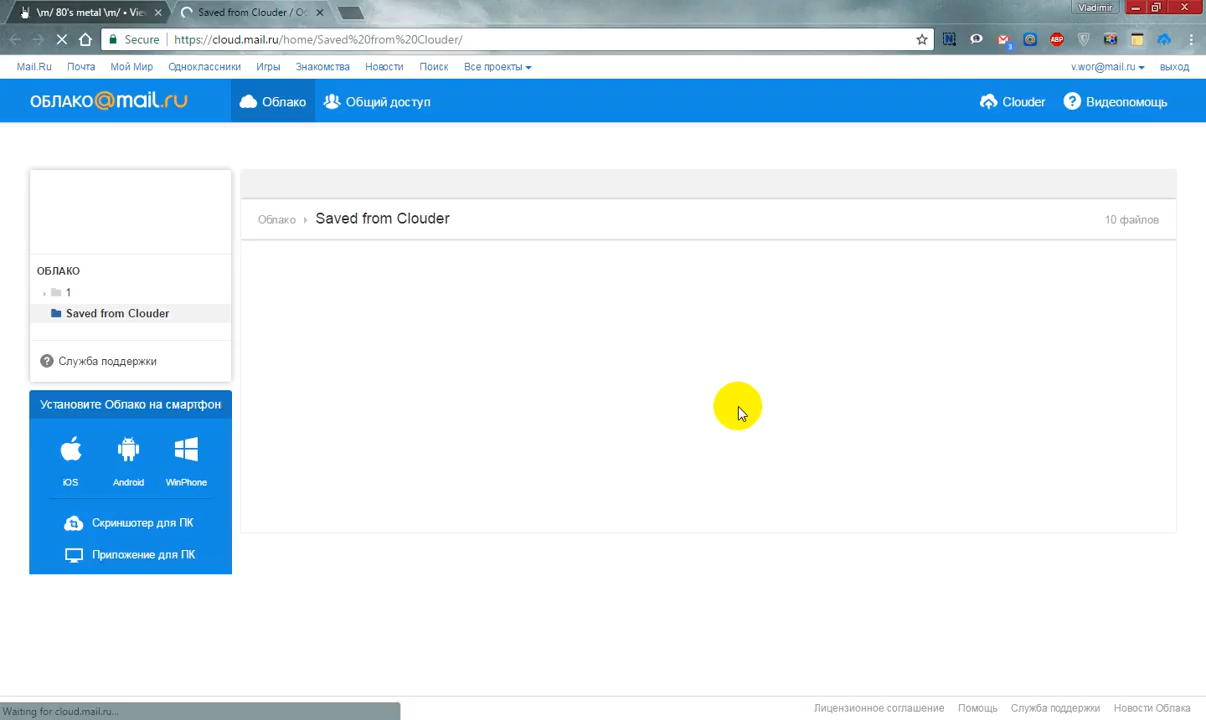 \m/ 80's metal \m/ • Vie
Saved from Clouder / О
Vladimir
Secure
https://cloud.mail.ru/home/Saved%20from%20Clouder/
3
ABP
Mail.Ru Почта Мой Мир Одноклассники Игры Знакомства Новости Поиск Все проекты
v.wor@mail.ru выход
ОБЛАКО@mail.ru
Облако
Общий доступ
Clouder
? Видеопомощь
Облако
Saved from Clouder
10 файлов
ОБЛАКО
1
Saved from Clouder
? Служба поддержки
Установите Облако на смартфон
iOS Android WinPhone
Скриншотер для ПК
Приложение для ПК
Waiting for cloud.mail.ru...
Лицензионное соглашение Помощь Служба поддержки Новости Облака